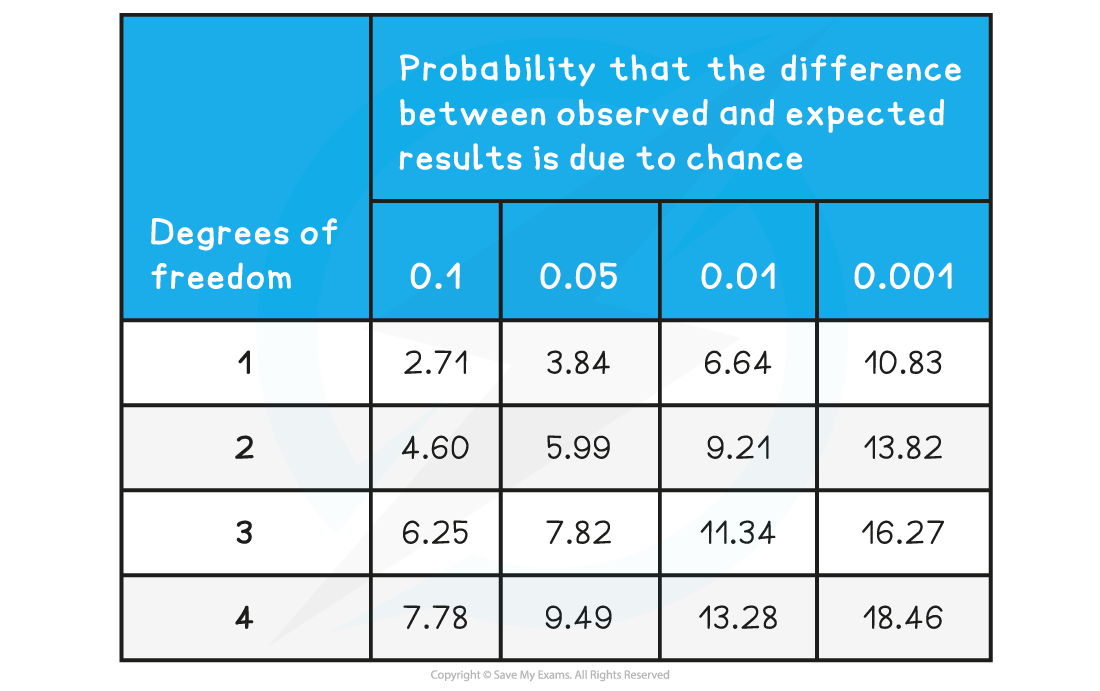 Probability that the difference
between observed and expected
results is due to chance
Degrees of
freedom
0.1 0.05 0.01 0.001
1 2.71 3.84 6.64 10.83
2 4.60 5.99 9.21 13.82
3 6.25 7.82 11.34 16.27
4 7.78 9.49 13.28 18.46
Copyright © Save My Exams. All Rights Reserved